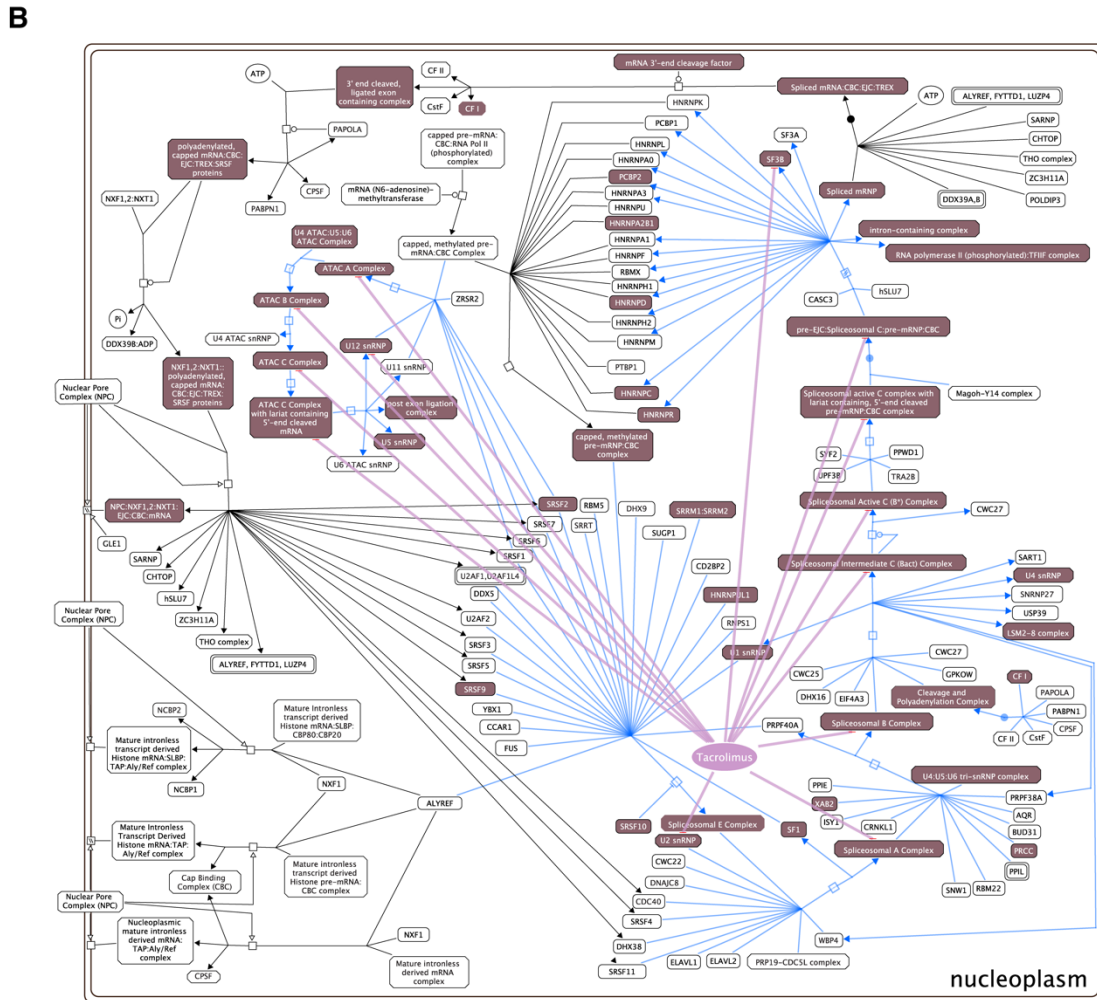 B
mRNA 3'-end cleavage factor
ATP
3' end cleaved,
ligated exon
containing complex
CF II
CstF
CF I
Spliced mRNA:CBC:EJC:TREX
ATP
ALYREF, FYTTD1, LUZP4
SARNP
CHTOP
THO complex
ZC3H11A
POLDIP3
DDX39A,B
PAPOLA
polyadenylated,
capped mRNA:CBC:
EJC:TREX:SRSF
proteins
CPSF
PABPN1
NXF1,2:NXT1
capped pre-mRNA:
CBC:RNA Pol II
(phosphorylated)
complex
mRNA (N6-adenosine)-
methyltransferase
capped, methylated pre-
mRNA:CBC Complex
HNRNPK
PCBP1
HNRNPL
HNRNPA0
PCBP2
HNRNPA3
HNRNPU
HNRNPA2B1
HNRNPA1
HNRNPF
RBMX
HNRNPH1
HNRNPD
HNRNPH2
HNRNPM
PTBP1
HNRNPC
HNRNPR
SF3A
SF3B
Spliced mRNP
intron-containing complex
RNA polymerase II (phosphorylated):TFIIF complex
CASC3
hSLU7
pre-EJC:Spliceosomal C:pre-mRNP:CBC
Magoh-Y14 complex
Spliceosomal active C complex with
lariat containing, 5'-end cleaved
pre-mRNP:CBC complex
SYF2
PPWD1
UPF3B
TRA2B
Spliceosomal Active C (B*) Complex
CWC27
Spliceosomal Intermediate C (Bact) Complex
SART1
U4 snRNP
SNRNP27
USP39
LSM2-8 complex
U4 ATAC:U5:U6
ATAC Complex
ATAC A Complex
ATAC B Complex
ZRSR2
U4 ATAC snRNP
U12 snRNP
ATAC C Complex
U11 snRNP
ATAC C Complex
with lariat containing
5'-end cleaved
mRNA
post exon ligation
complex
U5 snRNP
U6 ATAC snRNP
Pi
DDX39B:ADP
NXF1,2:NXT1::
polyadenylated,
capped mRNA:
CBC:EJC:TREX:
SRSF proteins
Nuclear Pore
Complex (NPC)
capped, methylated
pre-mRNP:CBC
complex
NPC:NXF1,2:NXT1:
EJC:CBC:mRNA
GLE1
SARNP
CHTOP
hSLU7
ZC3H11A
THO complex
ALYREF, FYTTD1, LUZP4
SRSF2
RBM5
SRSF7
SRRT
SRSF6
SRSF1
U2AF1,U2AF1L4
DDX5
U2AF2
SRSF3
SRSF5
SRSF9
YBX1
CCAR1
FUS
DHX9
SUGP1
SRRM1:SRRM2
CD2BP2
HNRNPUL1
RNPS1
U1 snRNP
CWC25
CWC27
GPKOW
DHX16
EIF4A3
Cleavage and
Polyadenylation Complex
CF I
PAPOLA
PABPN1
CPSF
CstF
CF II
PRPF40A
Spliceosomal B Complex
Tacrolimus
Nuclear Pore
Complex (NPC)
NCBP2
Mature Intronless
transcript derived
Histone mRNA:SLBP:
CBP80:CBP20
Mature intronless
transcript derived
Histone mRNA:SLBP:
TAP:Aly/Ref complex
NCBP1
NXF1
ALYREF
Mature Intronless
Transcript Derived
Histone mRNA:TAP:
Aly/Ref complex
Mature intronless
transcript derived
Histone pre-mRNA:
CBC complex
Cap Binding
Complex (CBC)
Nuclear Pore
Complex (NPC)
Nucleoplasmic
mature intronless
derived mRNA:
TAP:Aly/Ref
complex
CPSF
NXF1
Mature intronless
derived mRNA
complex
U4:U5:U6 tri-snRNP complex
PPIE
PRPF38A
XAB2
AQR
ISY1
CRNKL1
BUD31
PRCC
PPIL
RBM22
SNW1
SRSF10
Spliceosomal E Complex
U2 snRNP
SF1
Spliceosomal A Complex
CWC22
DNAJC8
CDC40
SRSF4
DHX38
SRSF11
ELAVL1
ELAVL2
PRP19-CDC5L complex
WBP4
nucleoplasm